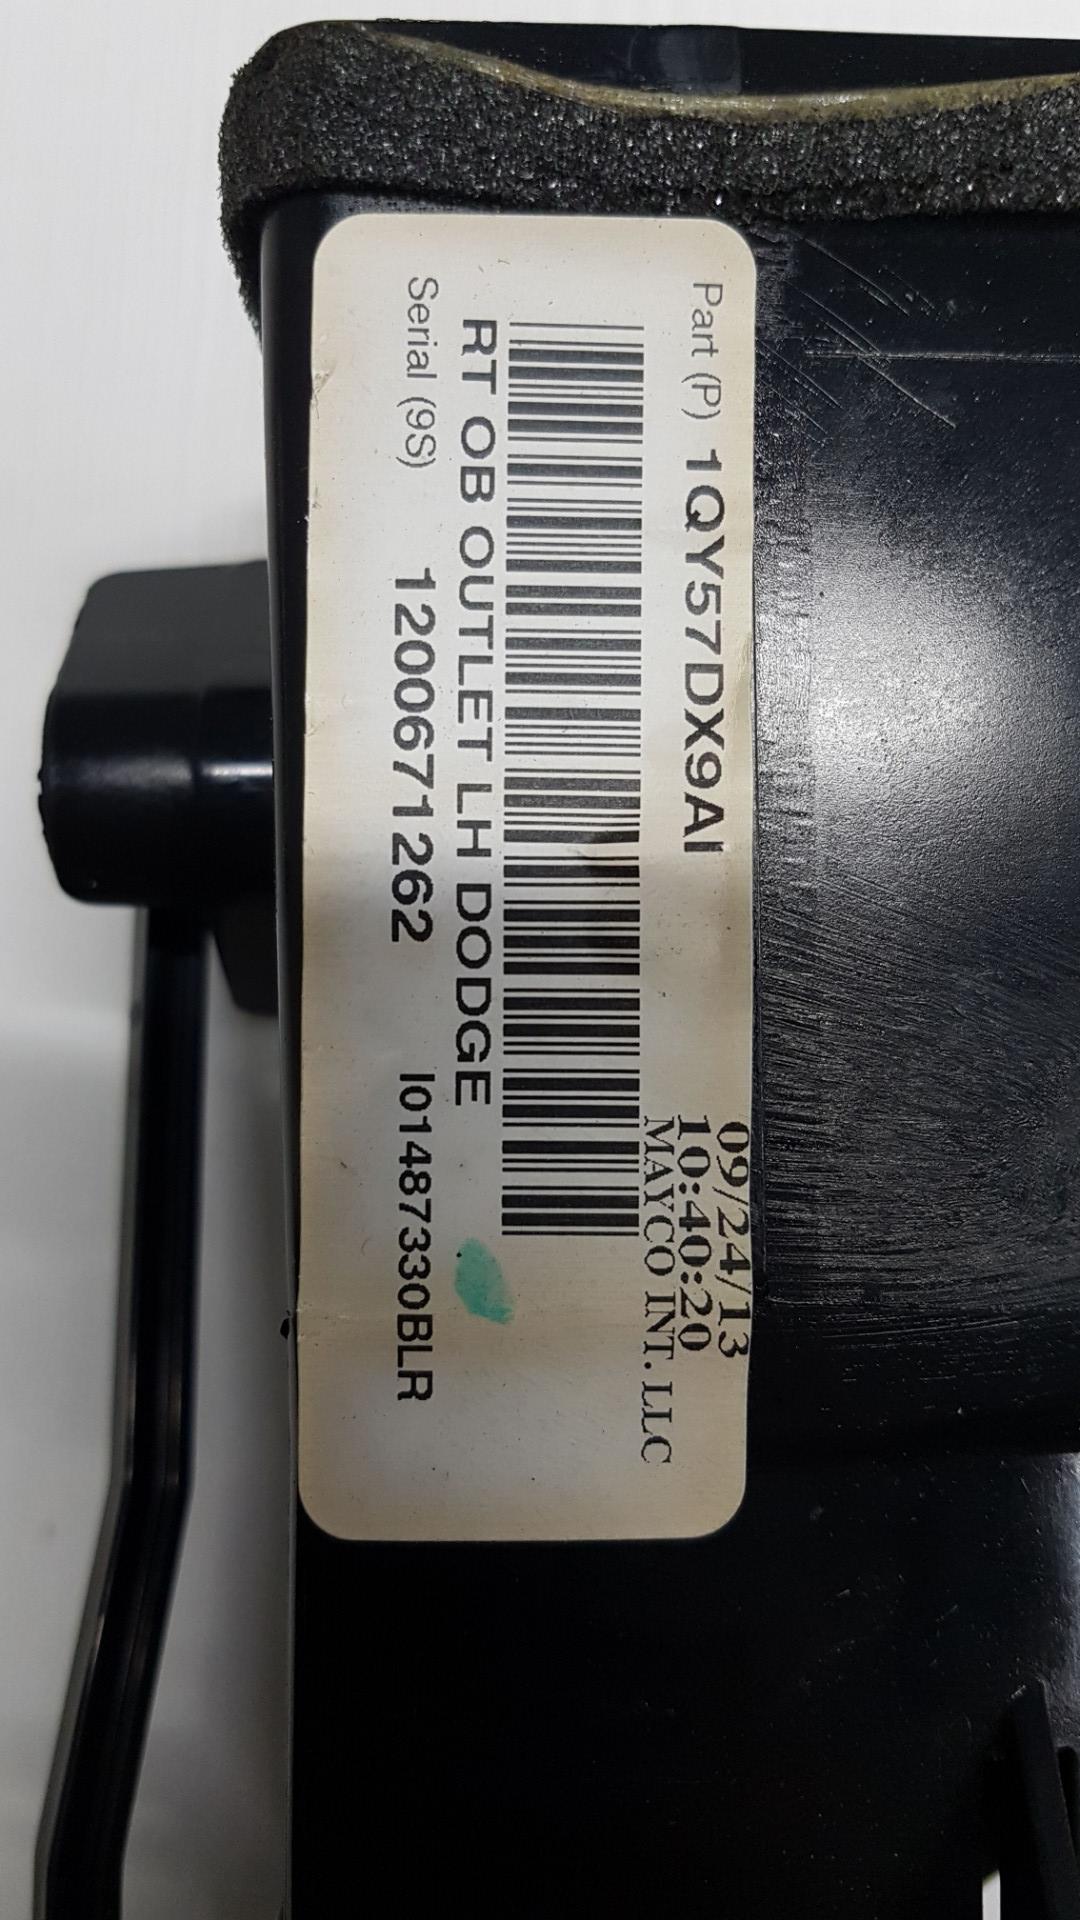 09/24/13
10:40:20
MAYCO INT. LLC
Part (P) 1QY57DX9AI
RT OB OUTLET LH DODGE
Serial (9S) 1200671262 I01487330BLR